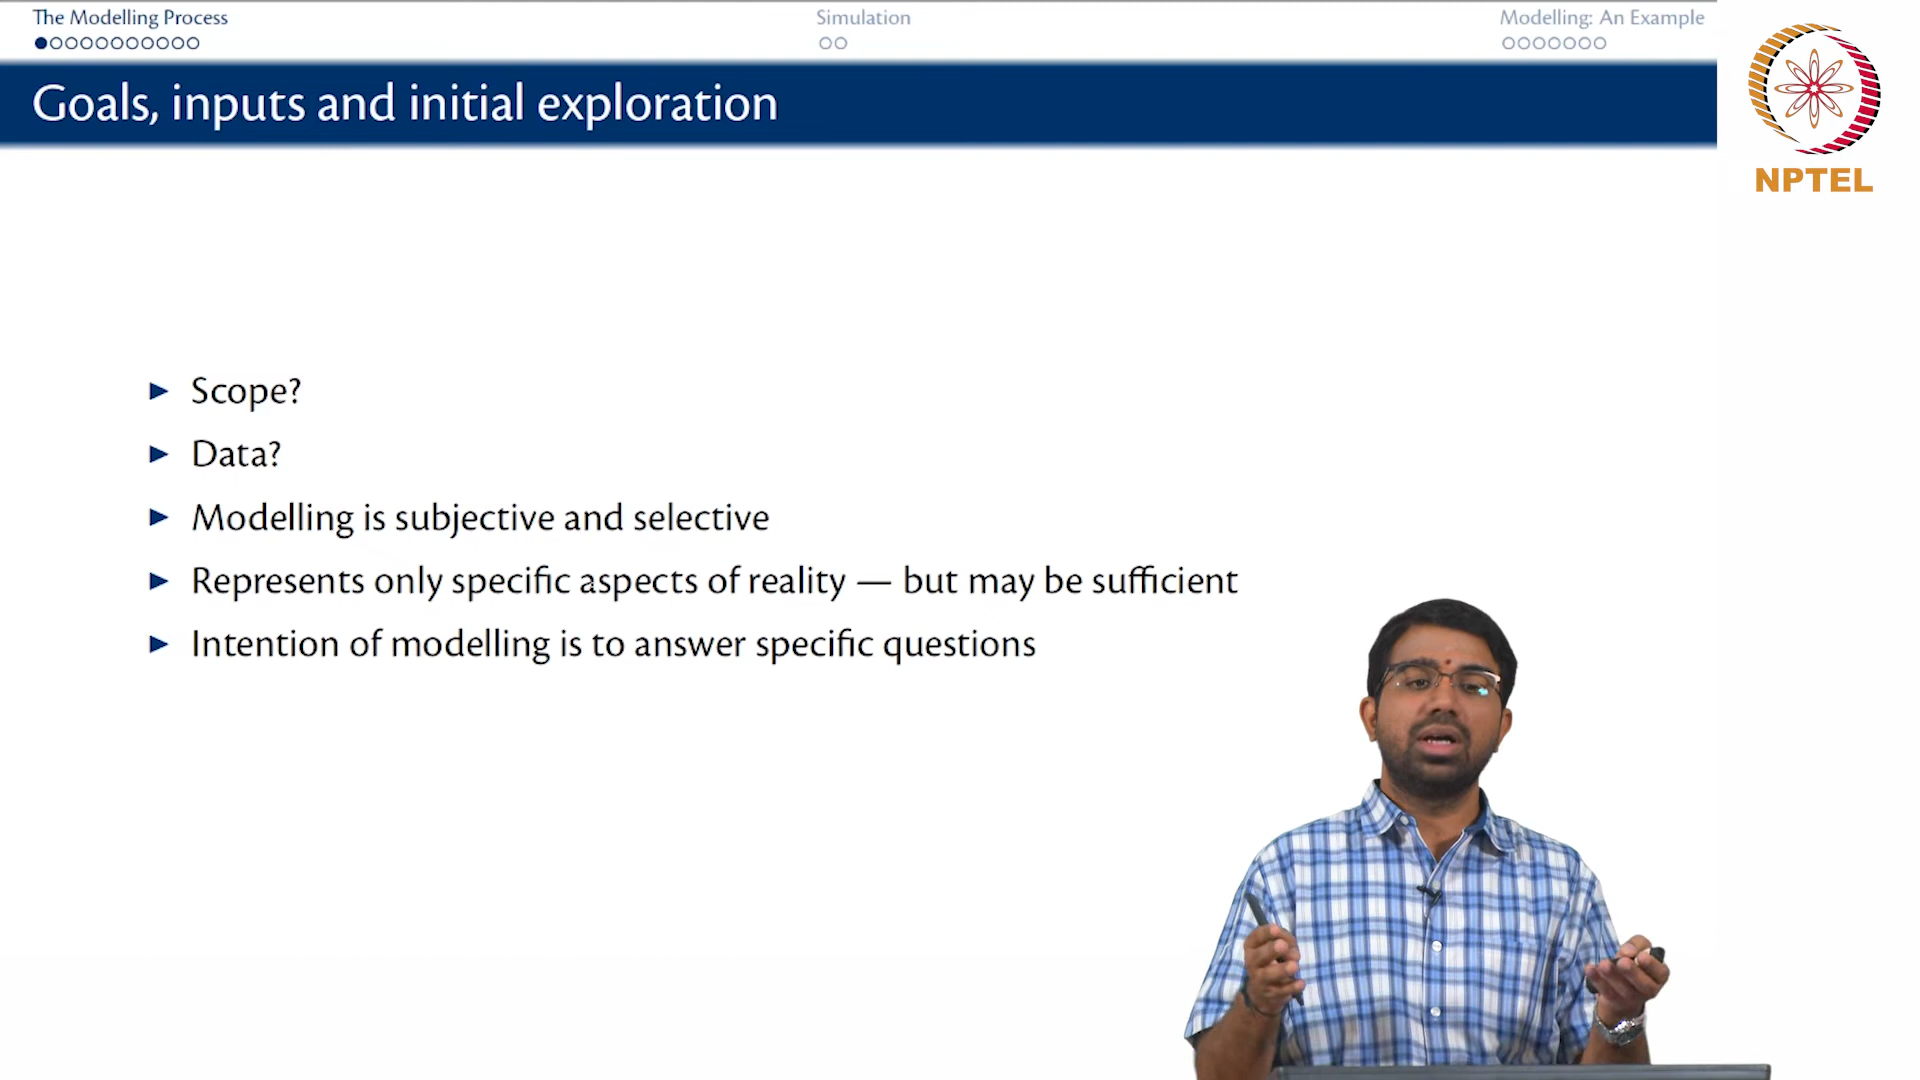 The Modelling Process
Simulation
Modelling: An Example
Goals, inputs and initial exploration
NPTEL
Scope?
Data?
Modelling is subjective and selective
Represents only specific aspects of reality — but may be sufficient
Intention of modelling is to answer specific questions